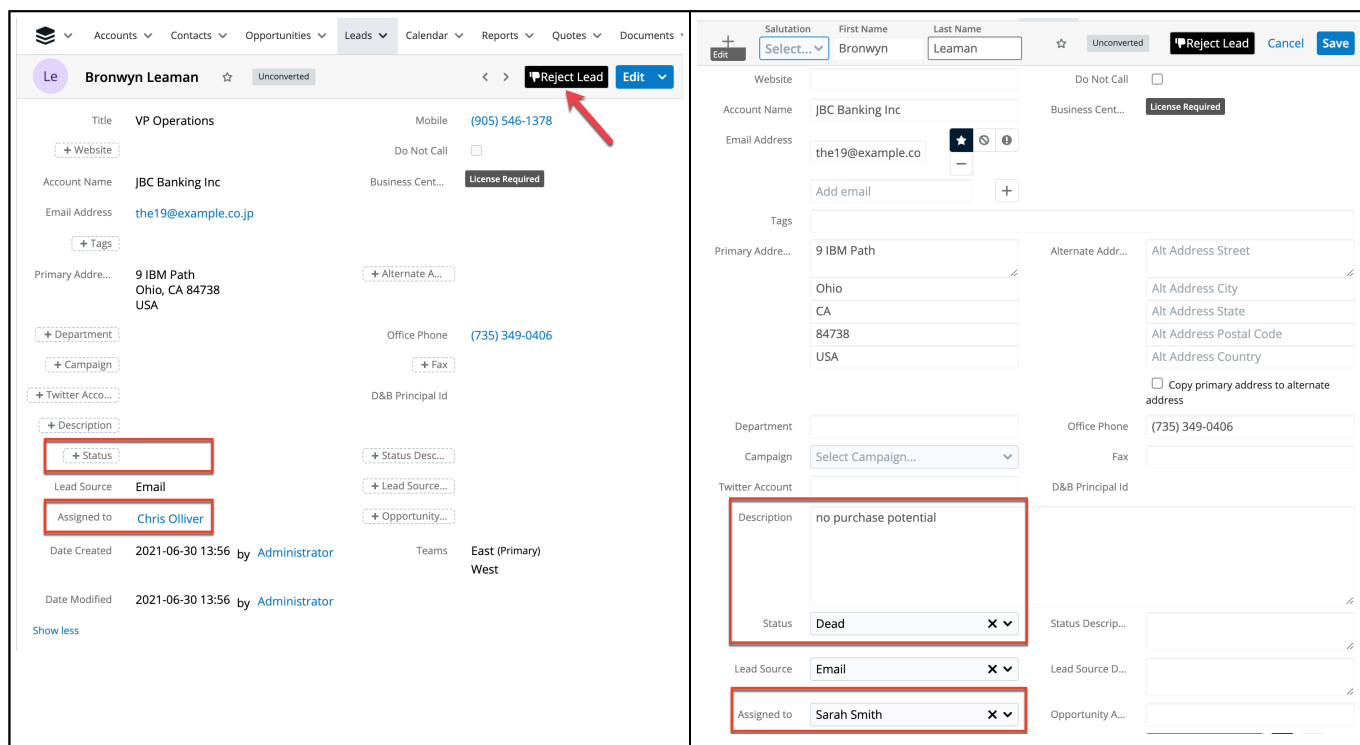 Accounts Contacts Opportunities Leads Calendar Reports Quotes Documents
Le Bronwyn Leaman Unconverted Reject Lead Edit
Title VP Operations Mobile (905) 546-1378
+ Website Do Not Call
Account Name JBC Banking Inc Business Cent... License Required
Email Address the19@example.co.jp
+ Tags
Primary Addre... 9 IBM Path + Alternate A...
Ohio, CA 84738
USA
+ Department Office Phone (735) 349-0406
+ Campaign + Fax
+ Twitter Acco... D&B Principal Id
+ Description
+ Status + Status Desc...
Lead Source Email + Lead Source...
Assigned to Chris Olliver + Opportunity...
Date Created 2021-06-30 13:56 by Administrator Teams East (Primary)
West
Date Modified 2021-06-30 13:56 by Administrator
Show less
Salutation First Name Last Name
Edit Select... Bronwyn Leaman Unconverted Reject Lead Cancel Save
Website Do Not Call
Account Name JBC Banking Inc Business Cent... License Required
Email Address the19@example.co
Add email
Tags
Primary Addre... 9 IBM Path Alternate Addr... Alt Address Street
Ohio Alt Address City
CA Alt Address State
84738 Alt Address Postal Code
USA Alt Address Country
Copy primary address to alternate
address
Department Office Phone (735) 349-0406
Campaign Select Campaign... Fax
Twitter Account D&B Principal Id
Description no purchase potential
Status Dead Status Descrip...
Lead Source Email Lead Source D...
Assigned to Sarah Smith Opportunity A...